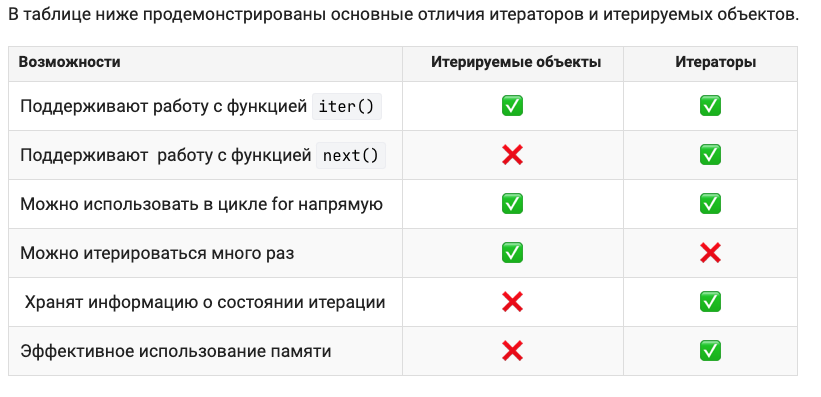 В таблице ниже продемонстрированы основные отличия итераторов и итерируемых объектов.
Возможности Итерируемые объекты Итераторы
Поддерживают работу с функцией iter() ✅ ✅
Поддерживают работу с функцией next() ❌ ✅
Можно использовать в цикле for напрямую ✅ ✅
Можно итерироваться много раз ✅ ❌
Хранят информацию о состоянии итерации ❌ ✅
Эффективное использование памяти ❌ ✅